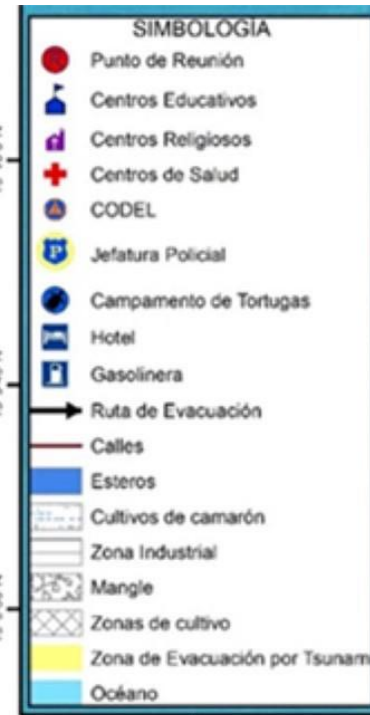 SIMBOLOGÍA
Punto de Reunión
Centros Educativos
Centros Religiosos
Centros de Salud
CODEL
P
Jefatura Policial
Campamento de Tortugas
Hotel
Gasolinera
Ruta de Evacuación
Calles
Esteros
Cultivos de camarón
Zona Industrial
Mangle
Zonas de cultivo
Zona de Evacuación por Tsunam
Océano